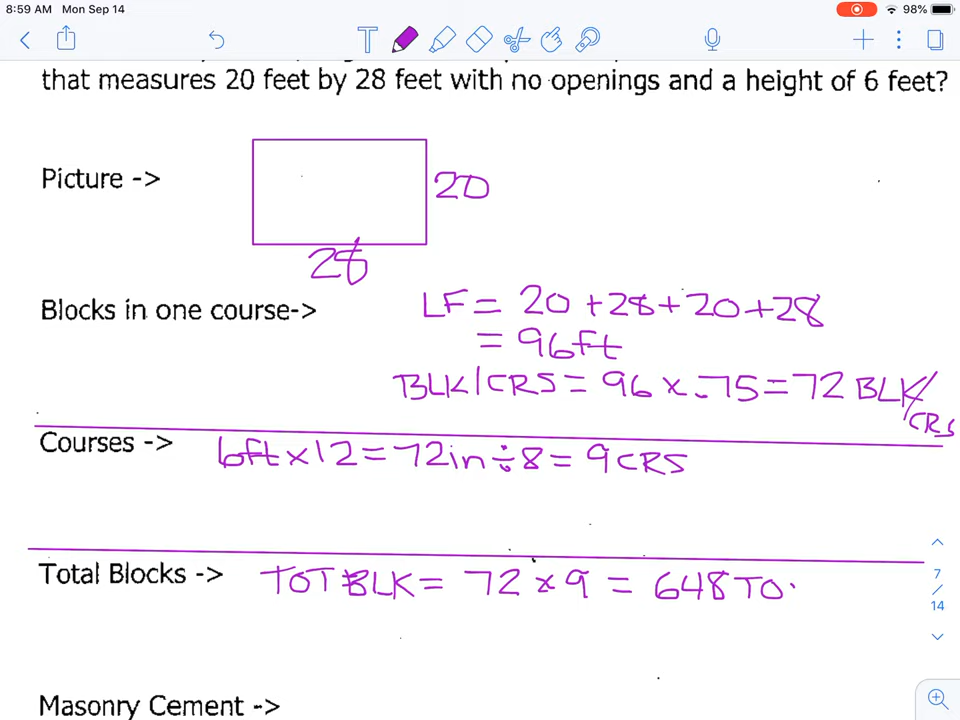 8:59 AM Mon Sep 14
98%
that measures 20 feet by 28 feet with no openings and a height of 6 feet?
Picture ->
20
28
Blocks in one course->
LF = 20 +28+20+28
= 96ft
BLK/CRS = 96 x .75 = 72 BLK/CRS
Courses ->
6ft x 12 = 72in ÷ 8 = 9 CRS
Total Blocks ->
TOT BLK = 72 x 9 = 648 TO
7
/
14
Masonry Cement ->